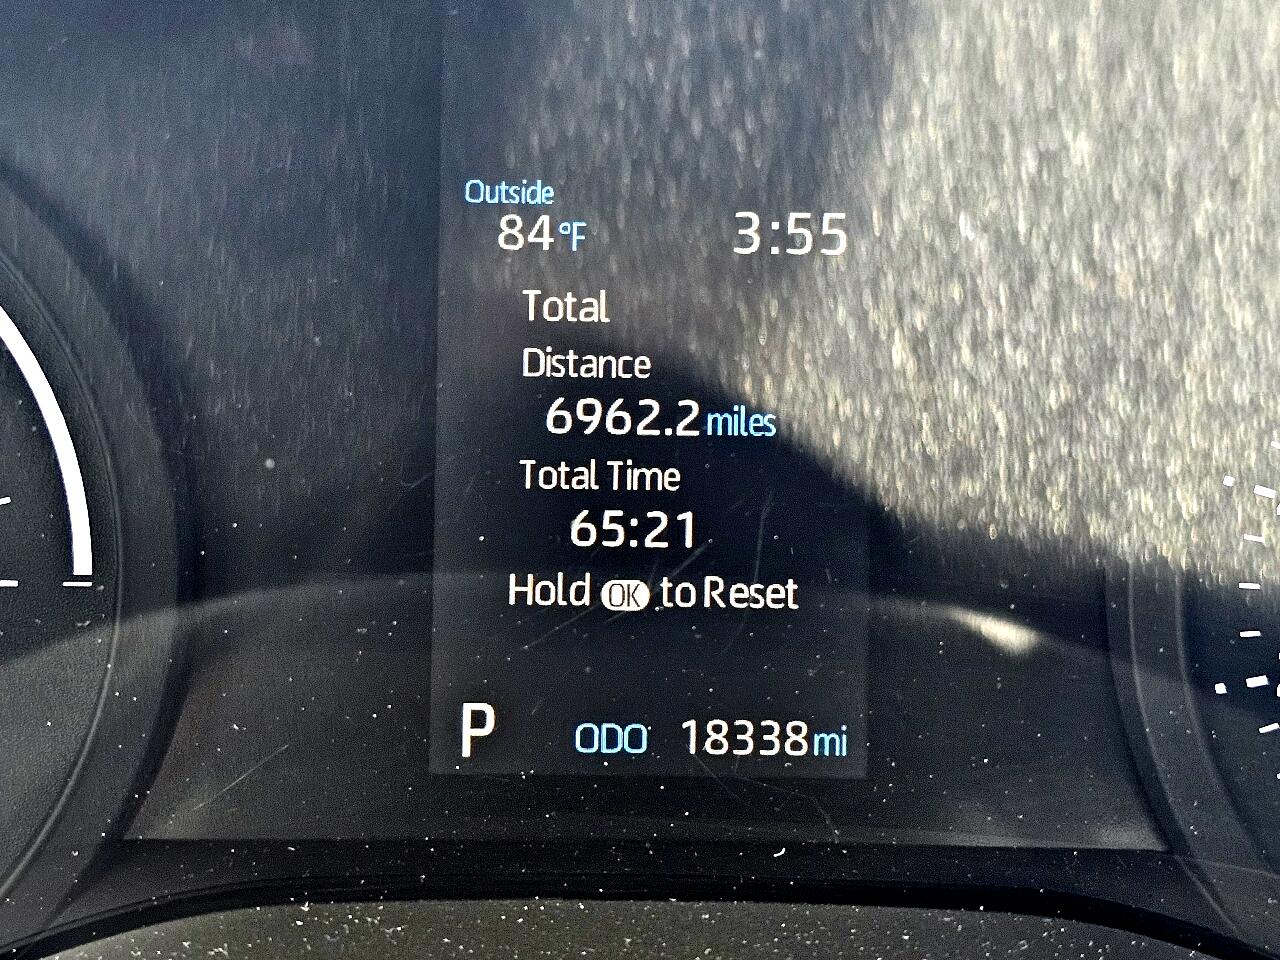 Outside
84°F 3:55
Total
Distance
6962.2 miles
Total Time
65:21
Hold OK to Reset
P ODO 18338 mi